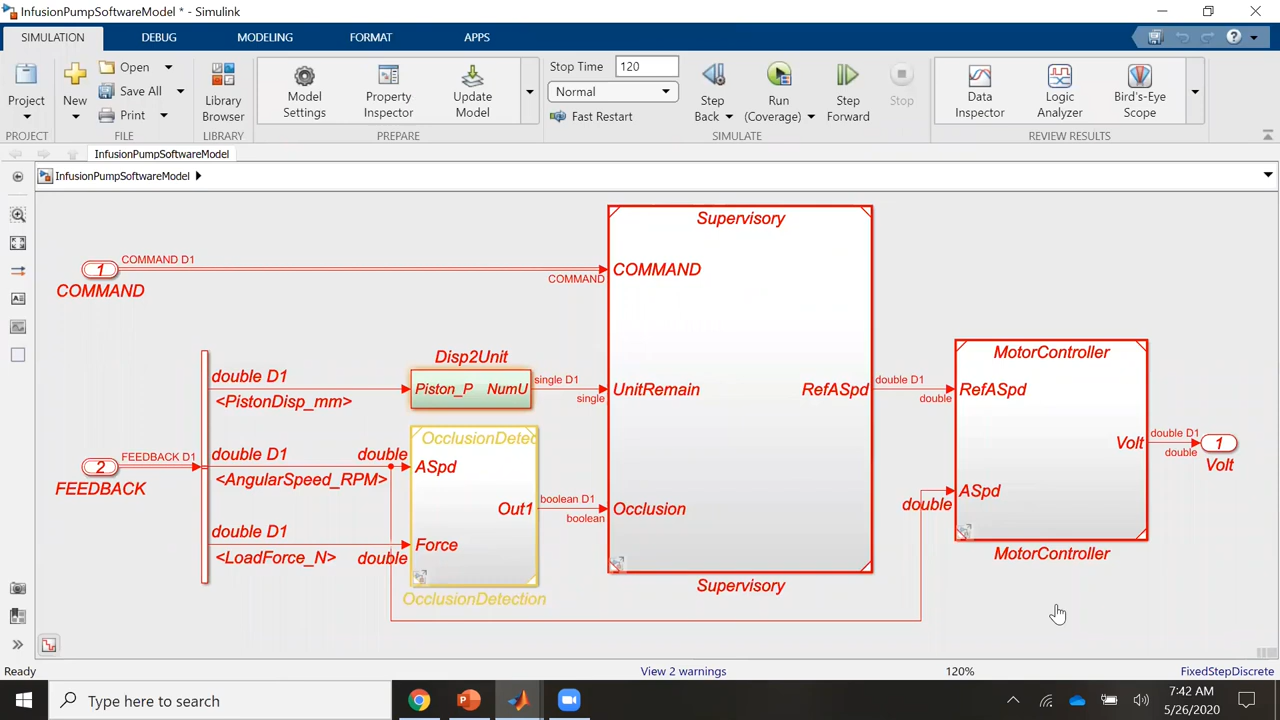 InfusionPumpSoftwareModel * - Simulink
SIMULATION
DEBUG
MODELING
FORMAT
APPS
?
Project
New
Open
Save All
Print
Library
Browser
Model
Settings
Property
Inspector
Update
Model
Stop Time
120
Normal
Fast Restart
Step
Back
Run
(Coverage)
Step
Forward
Stop
Data
Inspector
Logic
Analyzer
Bird's-Eye
Scope
PROJECT
FILE
LIBRARY
PREPARE
SIMULATE
REVIEW RESULTS
InfusionPumpSoftwareModel
InfusionPumpSoftwareModel
Supervisory
COMMAND D1
1
COMMAND
COMMAND
COMMAND
Disp2Unit
double D1
<PistonDisp_mm>
Piston_P
NumU
single D1
single
UnitRemain
RefASpd
double D1
double
MotorController
RefASpd
OcclusionDetec
FEEDBACK D1
2
FEEDBACK
double D1
<AngularSpeed_RPM>
double
ASpd
Out1
boolean D1
boolean
Occlusion
double
ASpd
Volt
double D1
double
1
Volt
double D1
<LoadForce_N>
double
Force
OcclusionDetection
Supervisory
MotorController
Ready
View 2 warnings
120%
FixedStepDiscrete
Type here to search
7:42 AM
5/26/2020